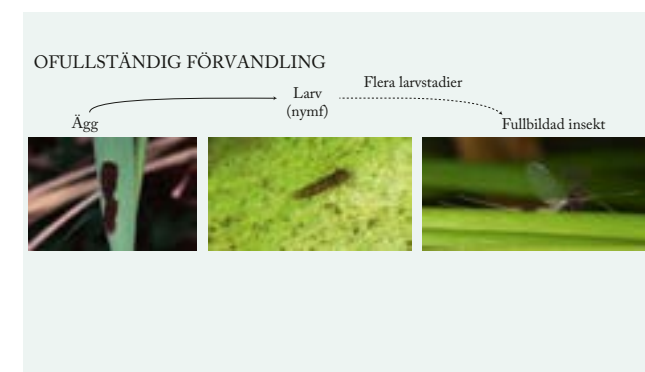 OFULLSTÄNDIG FÖRVANDLING
Flera larvstadier
Larv
(nymf)
Ägg
Fullbildad insekt